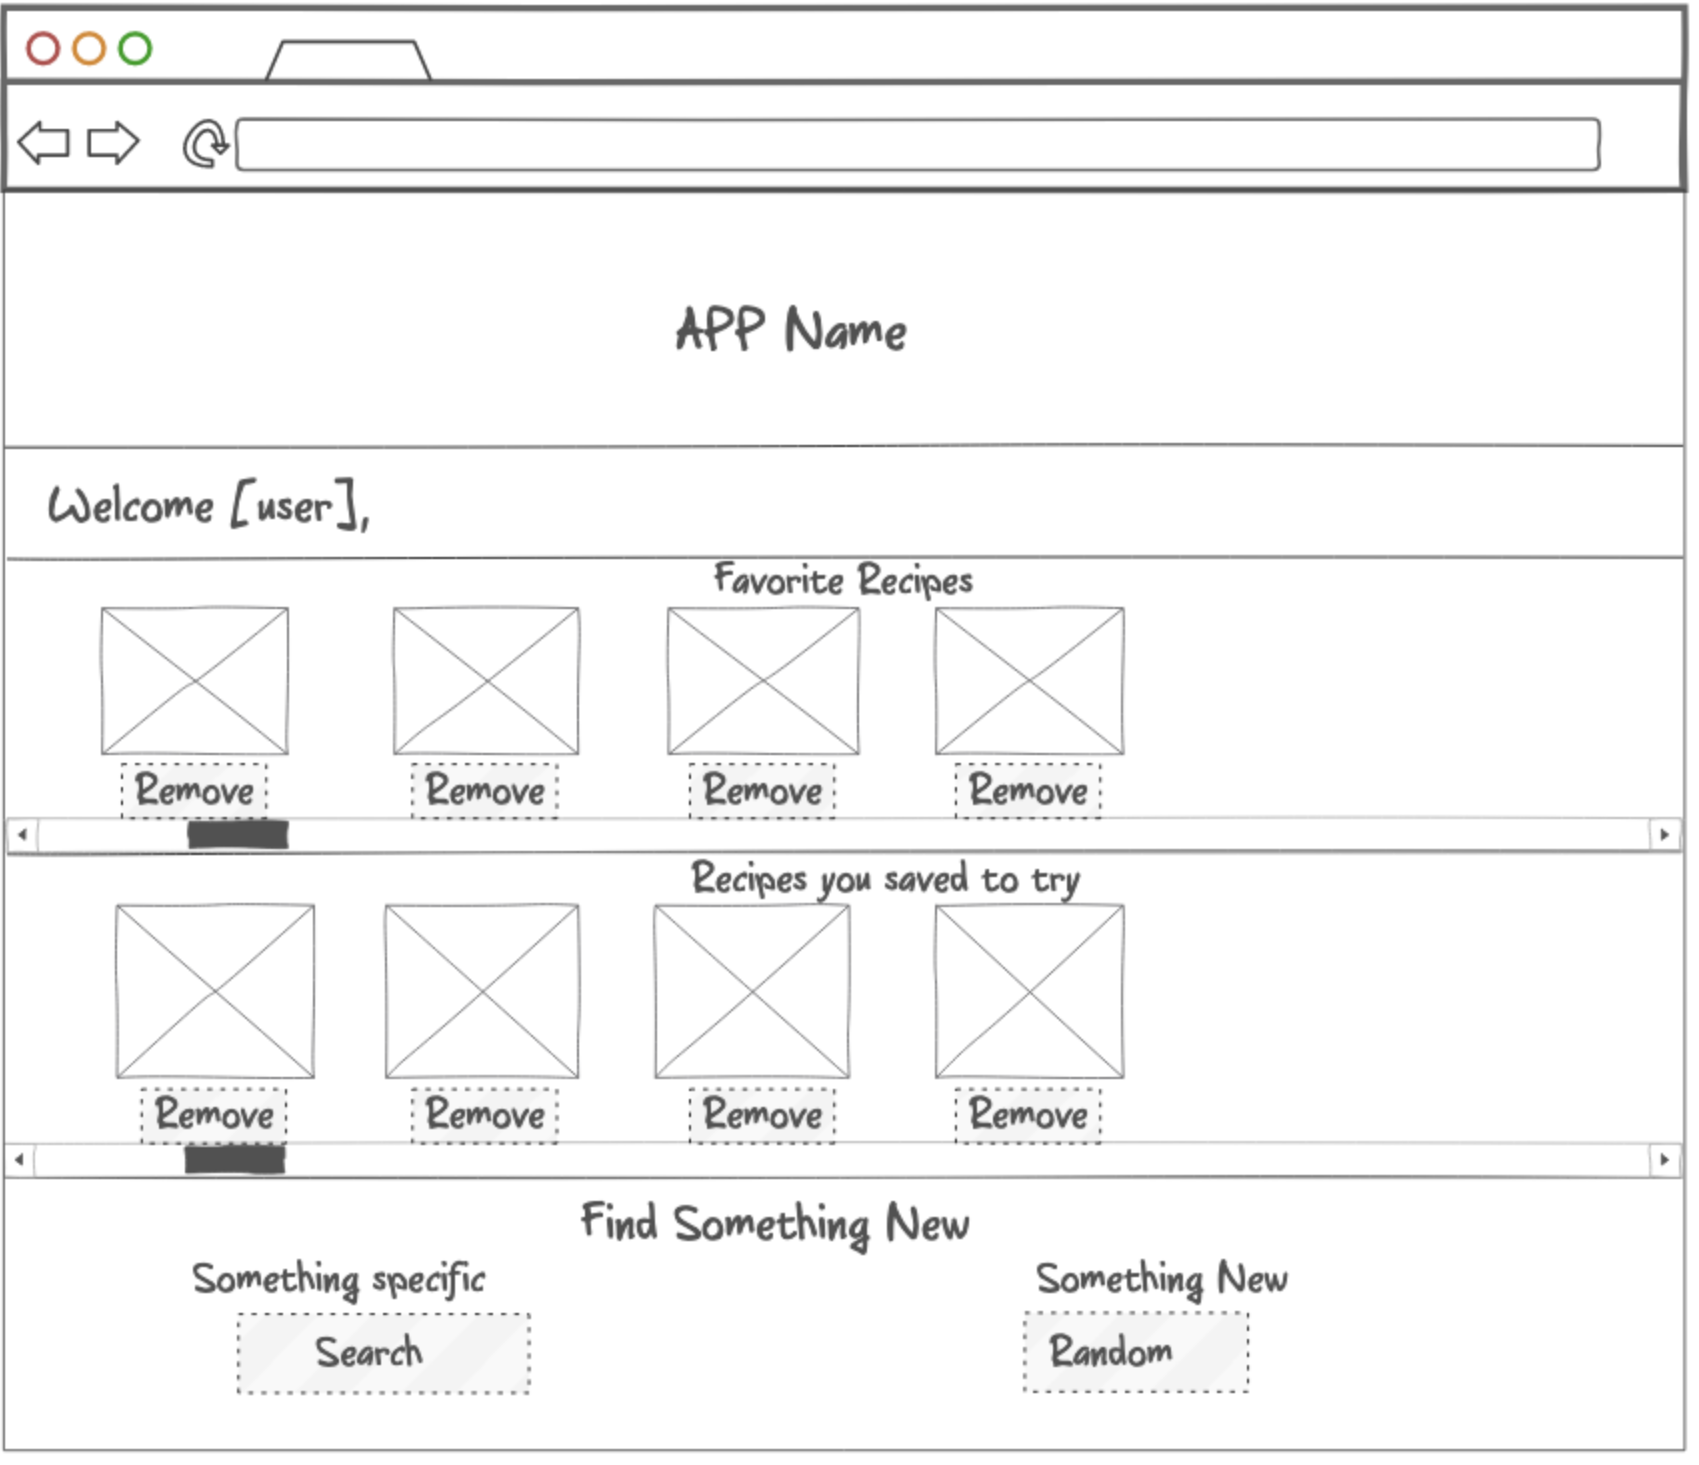 APP Name
Welcome [user],
Favorite Recipes
Remove Remove Remove Remove
Recipes you saved to try
Remove Remove Remove Remove
Find Something New
Something specific Something New
Search Random